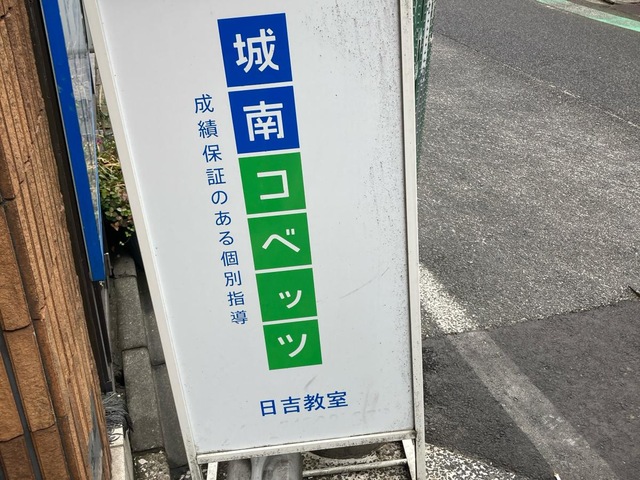 城南コベッツ
成績保証のある個別指導
日吉教室